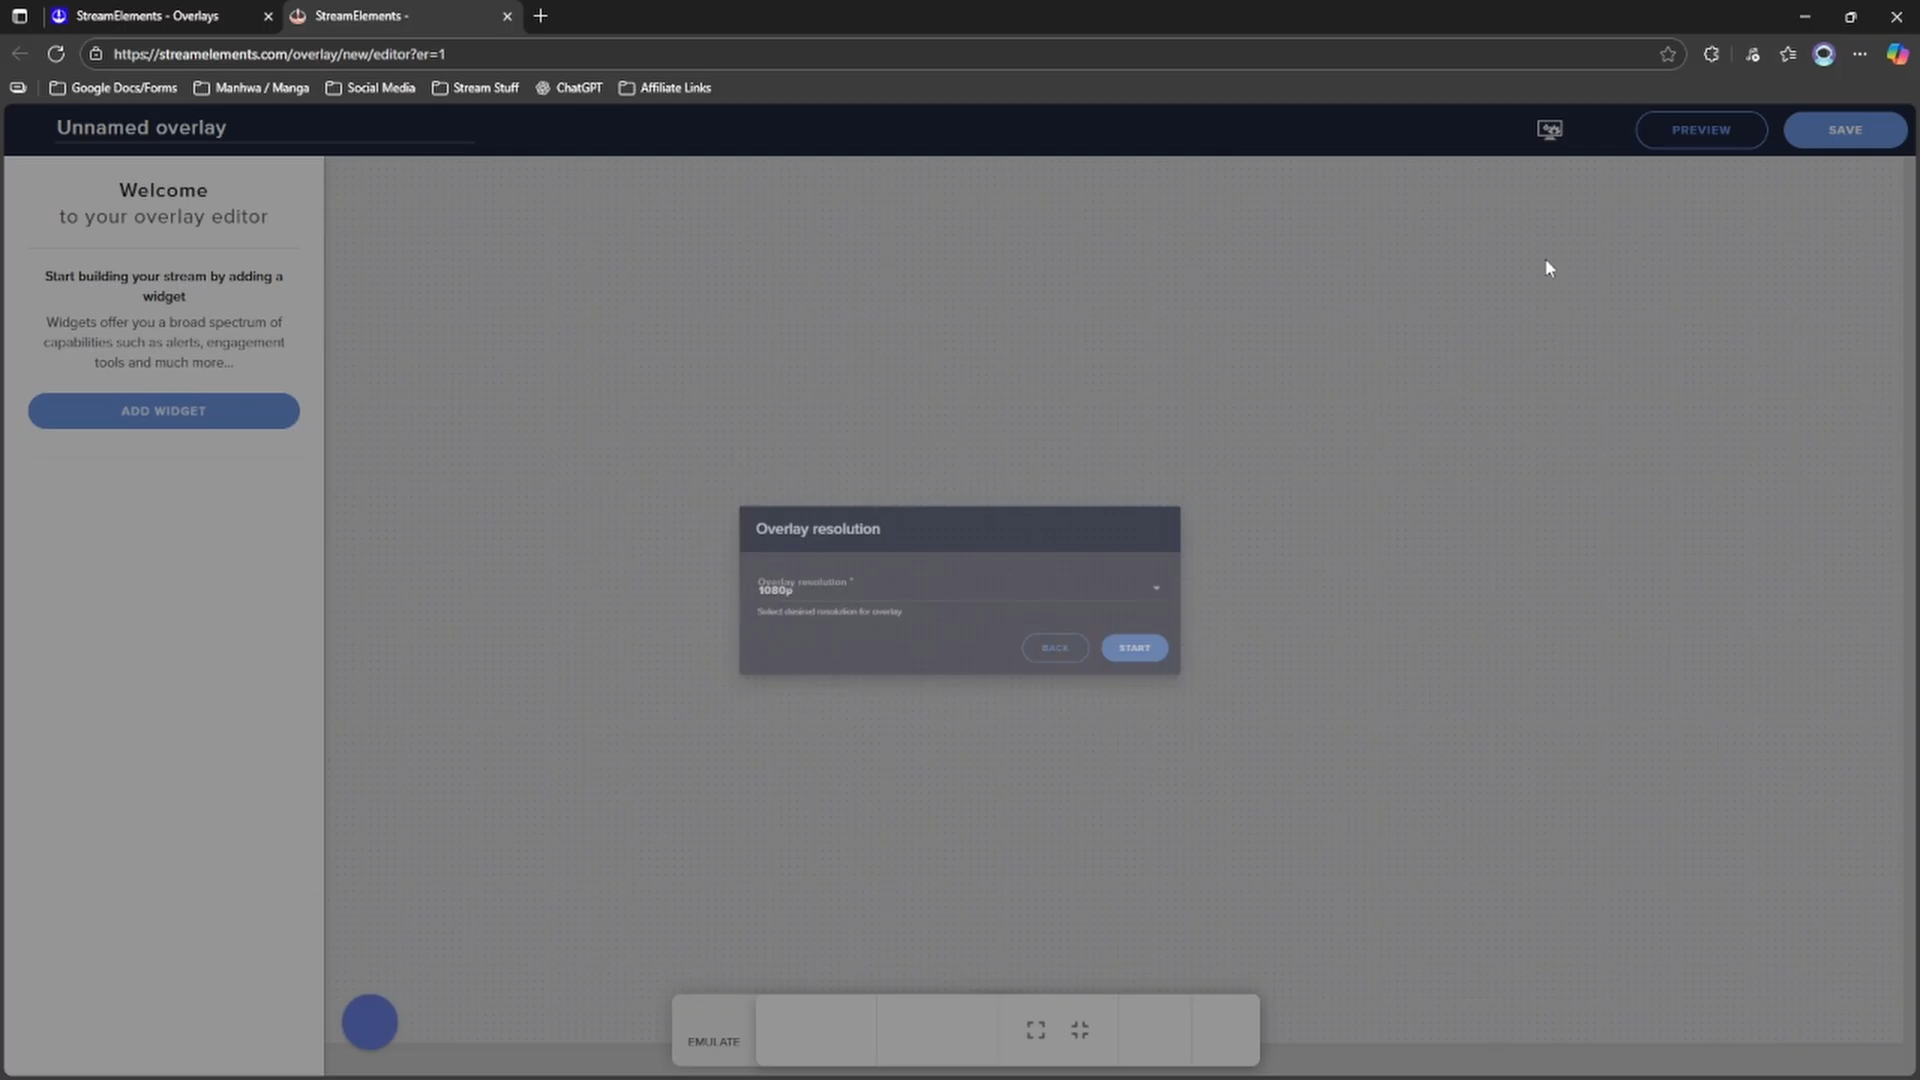 StreamElements - Overlays
StreamElements -
https://streamelements.com/overlay/new/editor?er=1
Google Docs/Forms
Manhwa / Manga
Social Media
Stream Stuff
ChatGPT
Affiliate Links
Unnamed overlay
PREVIEW
SAVE
Welcome
to your overlay editor
Start building your stream by adding a
widget
Widgets offer you a broad spectrum of
capabilities such as alerts, engagement
tools and much more...
ADD WIDGET
Overlay resolution
Overlay resolution *
1080p
Select desired resolution for overlay
BACK
START
EMULATE